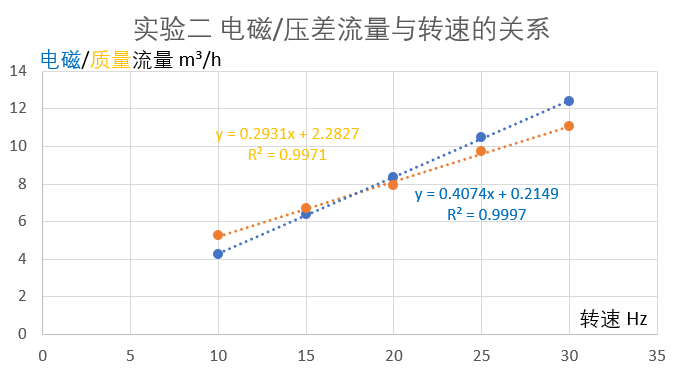 实验二 电磁/压差流量与转速的关系
电磁/质量流量 m³/h
14
12
10
8
6
4
2
0
y = 0.2931x + 2.2827
R² = 0.9971
y = 0.4074x + 0.2149
R² = 0.9997
转速 Hz
0 5 10 15 20 25 30 35